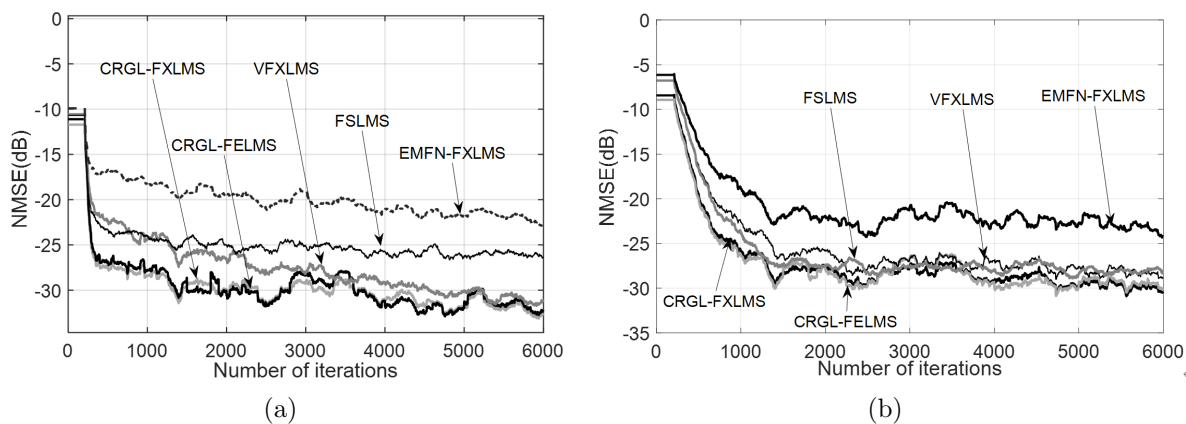 0
-5
-10
-15
-20
-25
-30
NMSE(dB)
CRGL-FXLMS
VFXLMS
FSLMS
CRGL-FELMS
EMFN-FXLMS
0 1000 2000 3000 4000 5000 6000
Number of iterations
(a)
0
-5
-10
-15
-20
-25
-30
-35
NMSE(dB)
FSLMS
VFXLMS
EMFN-FXLMS
CRGL-FXLMS
CRGL-FELMS
0 1000 2000 3000 4000 5000 6000
Number of iterations
(b)